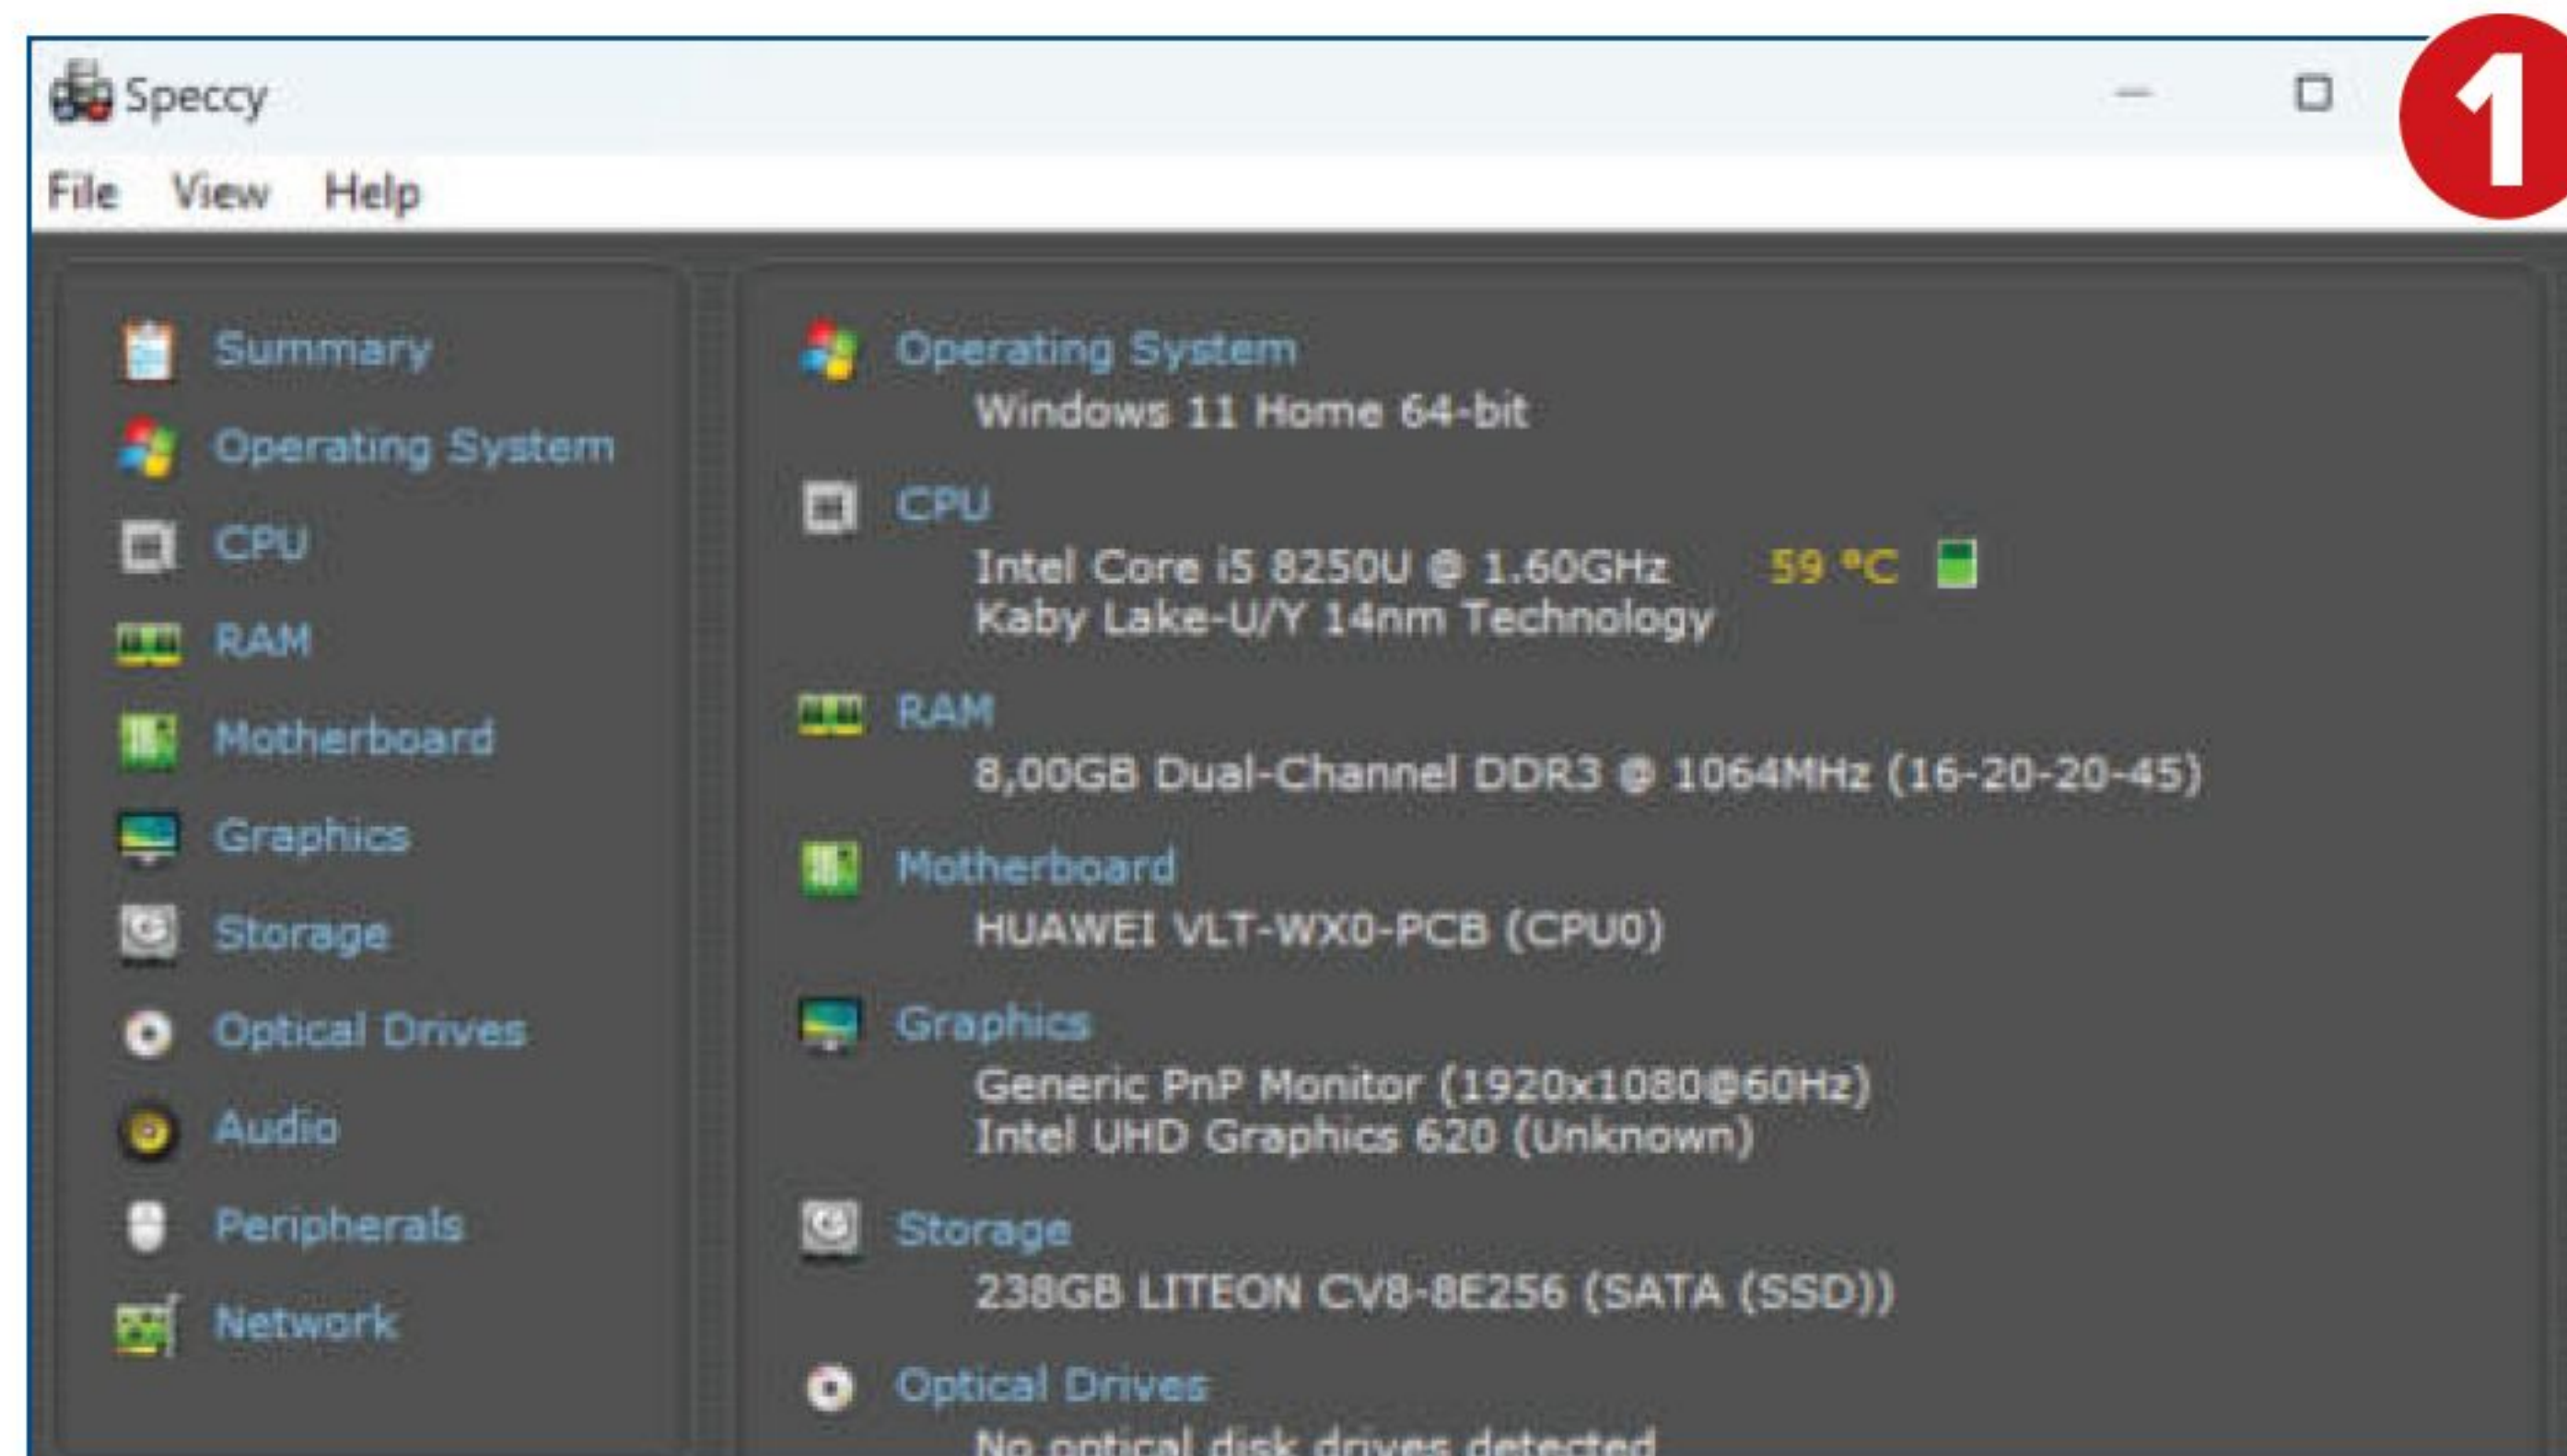 Speccy
1
File View Help
Summary
Operating System
CPU
RAM
Motherboard
Graphics
Storage
Optical Drives
Audio
Peripherals
Network
Operating System
Windows 11 Home 64-bit
CPU
Intel Core i5 8250U @ 1.60GHz 59 °C
Kaby Lake-U/Y 14nm Technology
RAM
8,00GB Dual-Channel DDR3 @ 1064MHz (16-20-20-45)
Motherboard
HUAWEI VLT-WX0-PCB (CPU0)
Graphics
Generic PnP Monitor (1920x1080@60Hz)
Intel UHD Graphics 620 (Unknown)
Storage
238GB LITEON CV8-8E256 (SATA (SSD))
Optical Drives
No optical disk drives detected